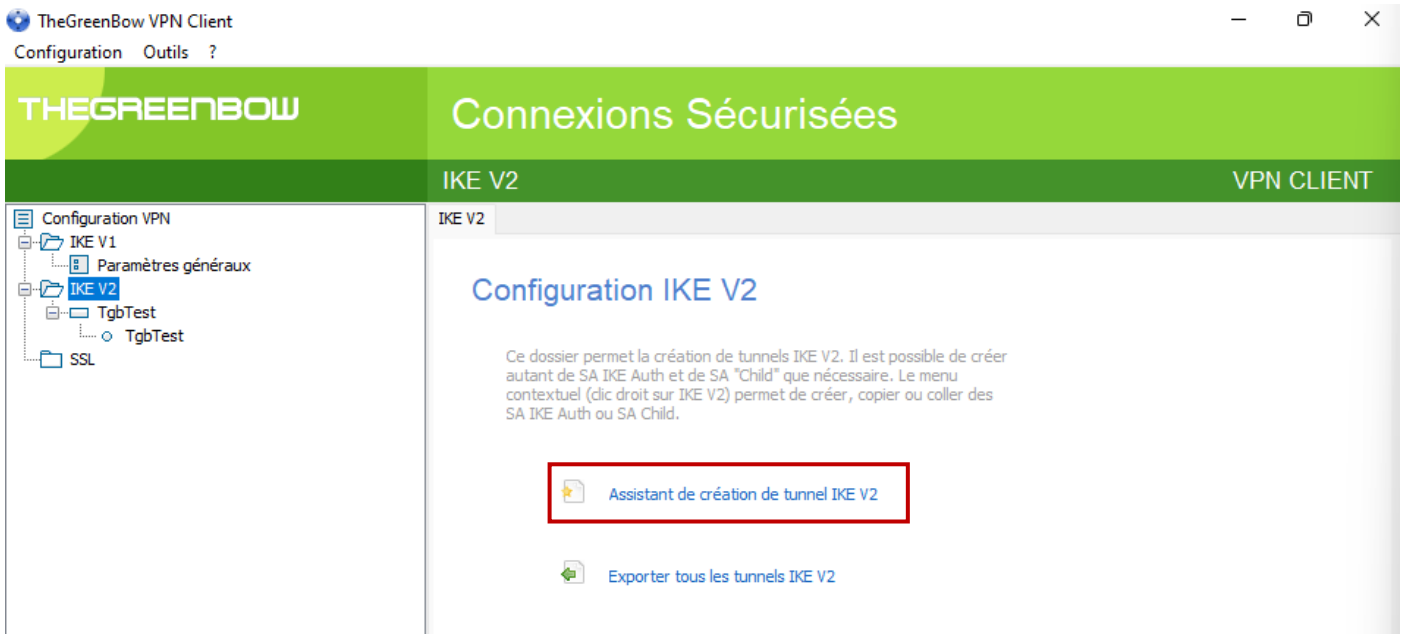 TheGreenBow VPN Client
Configuration Outils ?
THEGREENBOW
Connexions Sécurisées
IKE V2
VPN CLIENT
Configuration VPN
IKE V1
Paramètres généraux
IKE V2
TgbTest
TgbTest
SSL
IKE V2
Configuration IKE V2
Ce dossier permet la création de tunnels IKE V2. Il est possible de créer
autant de SA IKE Auth et de SA "Child" que nécessaire. Le menu
contextuel (clic droit sur IKE V2) permet de créer, copier ou coller des
SA IKE Auth ou SA Child.
Assistant de création de tunnel IKE V2
Exporter tous les tunnels IKE V2